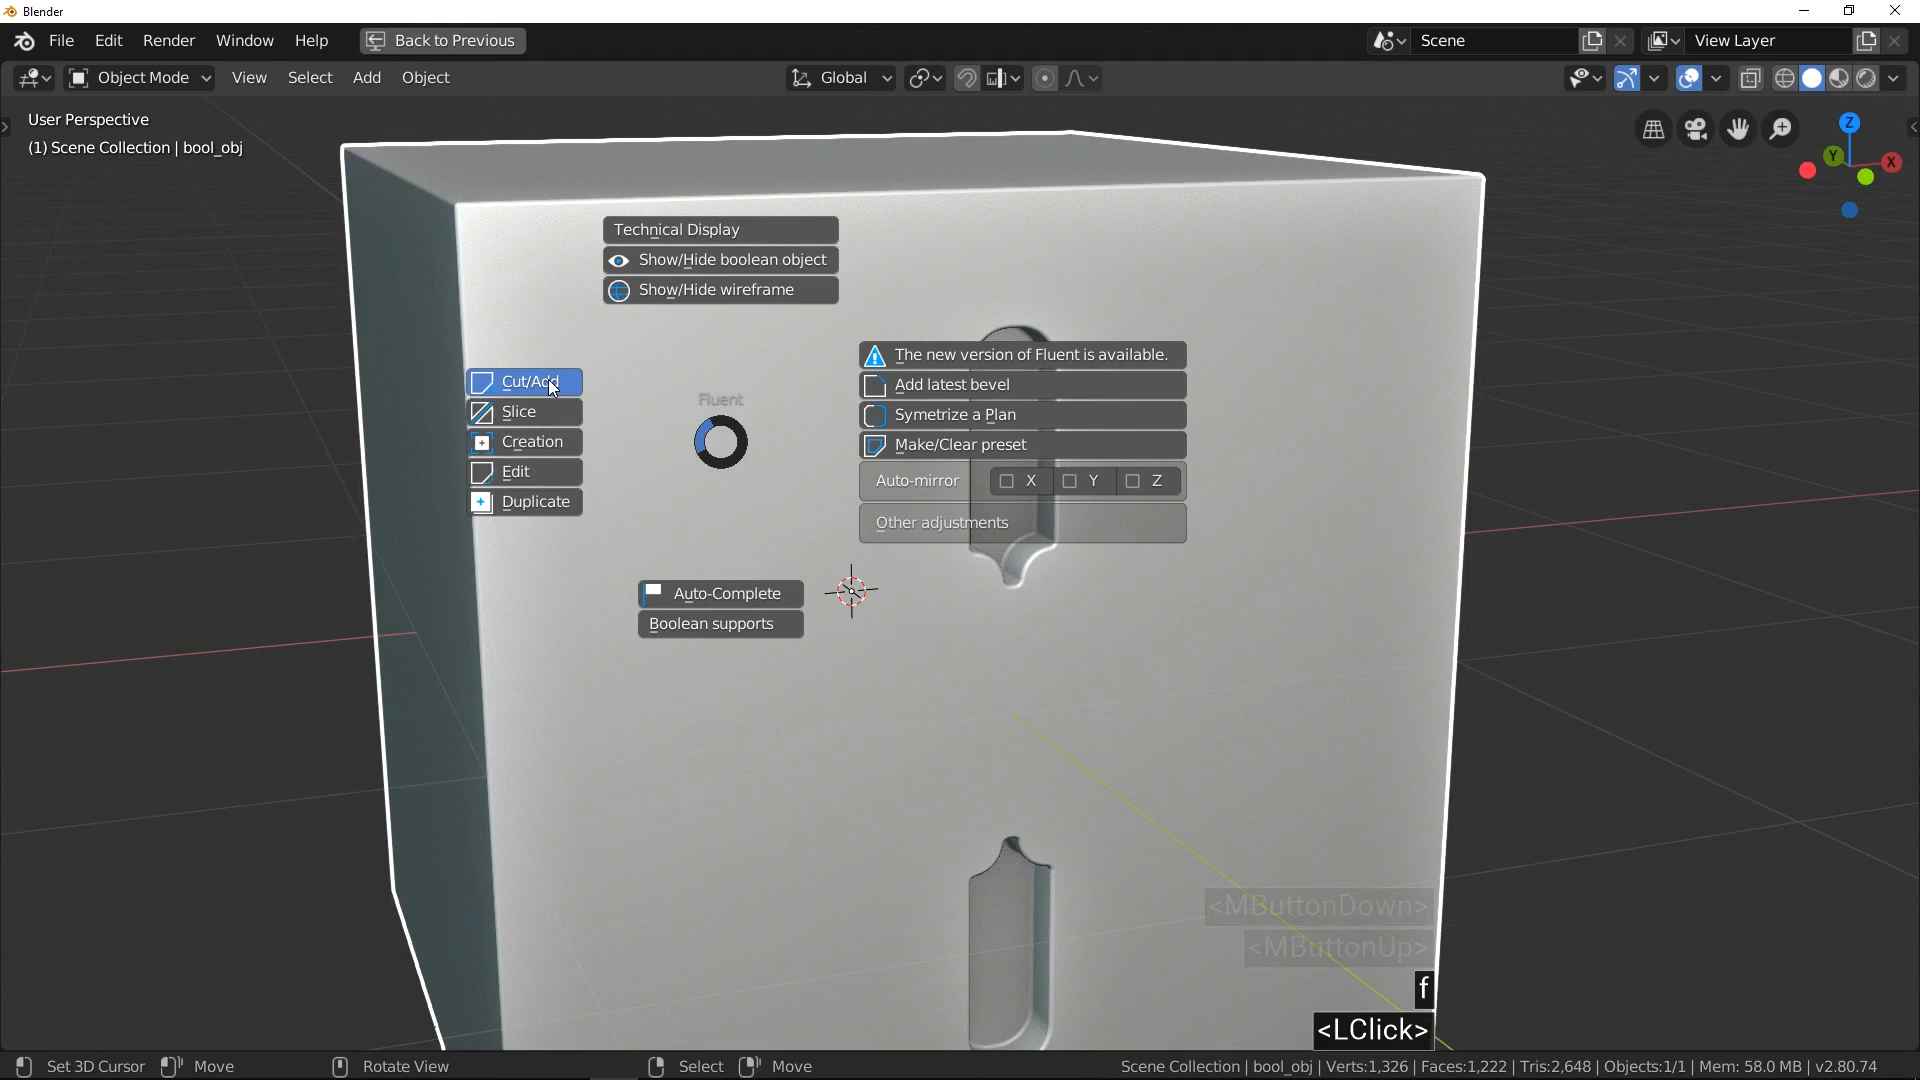 Blender
File Edit Render Window Help Back to Previous Scene View Layer
Object Mode View Select Add Object Global
User Perspective
(1) Scene Collection | bool_obj
Z
Y
X
Technical Display
Show/Hide boolean object
Show/Hide wireframe
Cut/Add
Slice
Creation
Edit
Duplicate
Fluent
The new version of Fluent is available.
Add latest bevel
Symetrize a Plan
Make/Clear preset
Auto-mirror X Y Z
Other adjustments
Auto-Complete
Boolean supports
<MButtonDown>
<MButtonUp>
f
<LClick>
Set 3D Cursor Move Rotate View Select Move Scene Collection | bool_obj | Verts:1,326 | Faces:1,222 | Tris:2,648 | Objects:1/1 | Mem: 58.0 MB | v2.80.74